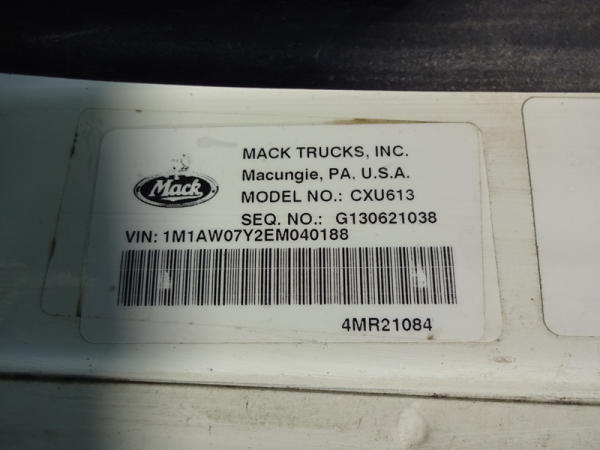 MACK TRUCKS, INC.
Macungie, PA. U.S.A.
Mack
MODEL NO.: CXU613
SEQ. NO.: G130621038
VIN: 1M1AW07Y2EM040188
4MR21084